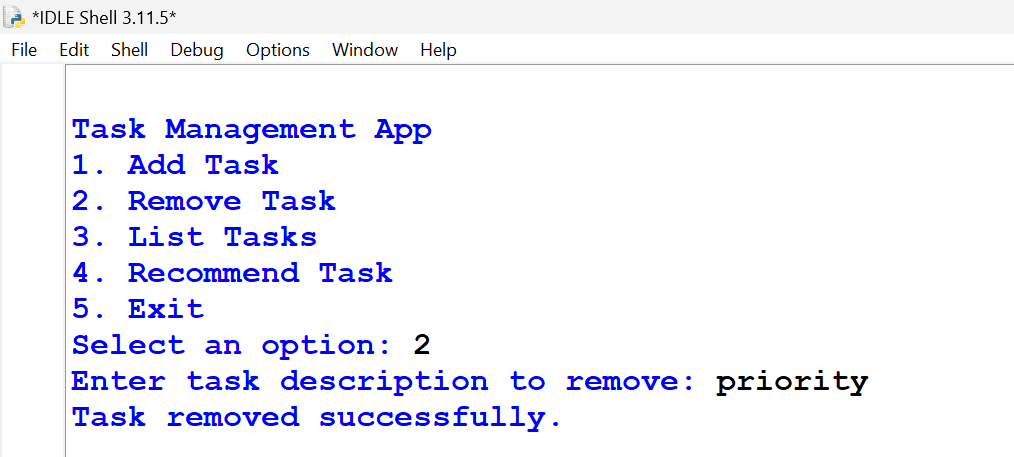 *IDLE Shell 3.11.5*
File Edit Shell Debug Options Window Help
Task Management App
1. Add Task
2. Remove Task
3. List Tasks
4. Recommend Task
5. Exit
Select an option: 2
Enter task description to remove: priority
Task removed successfully.